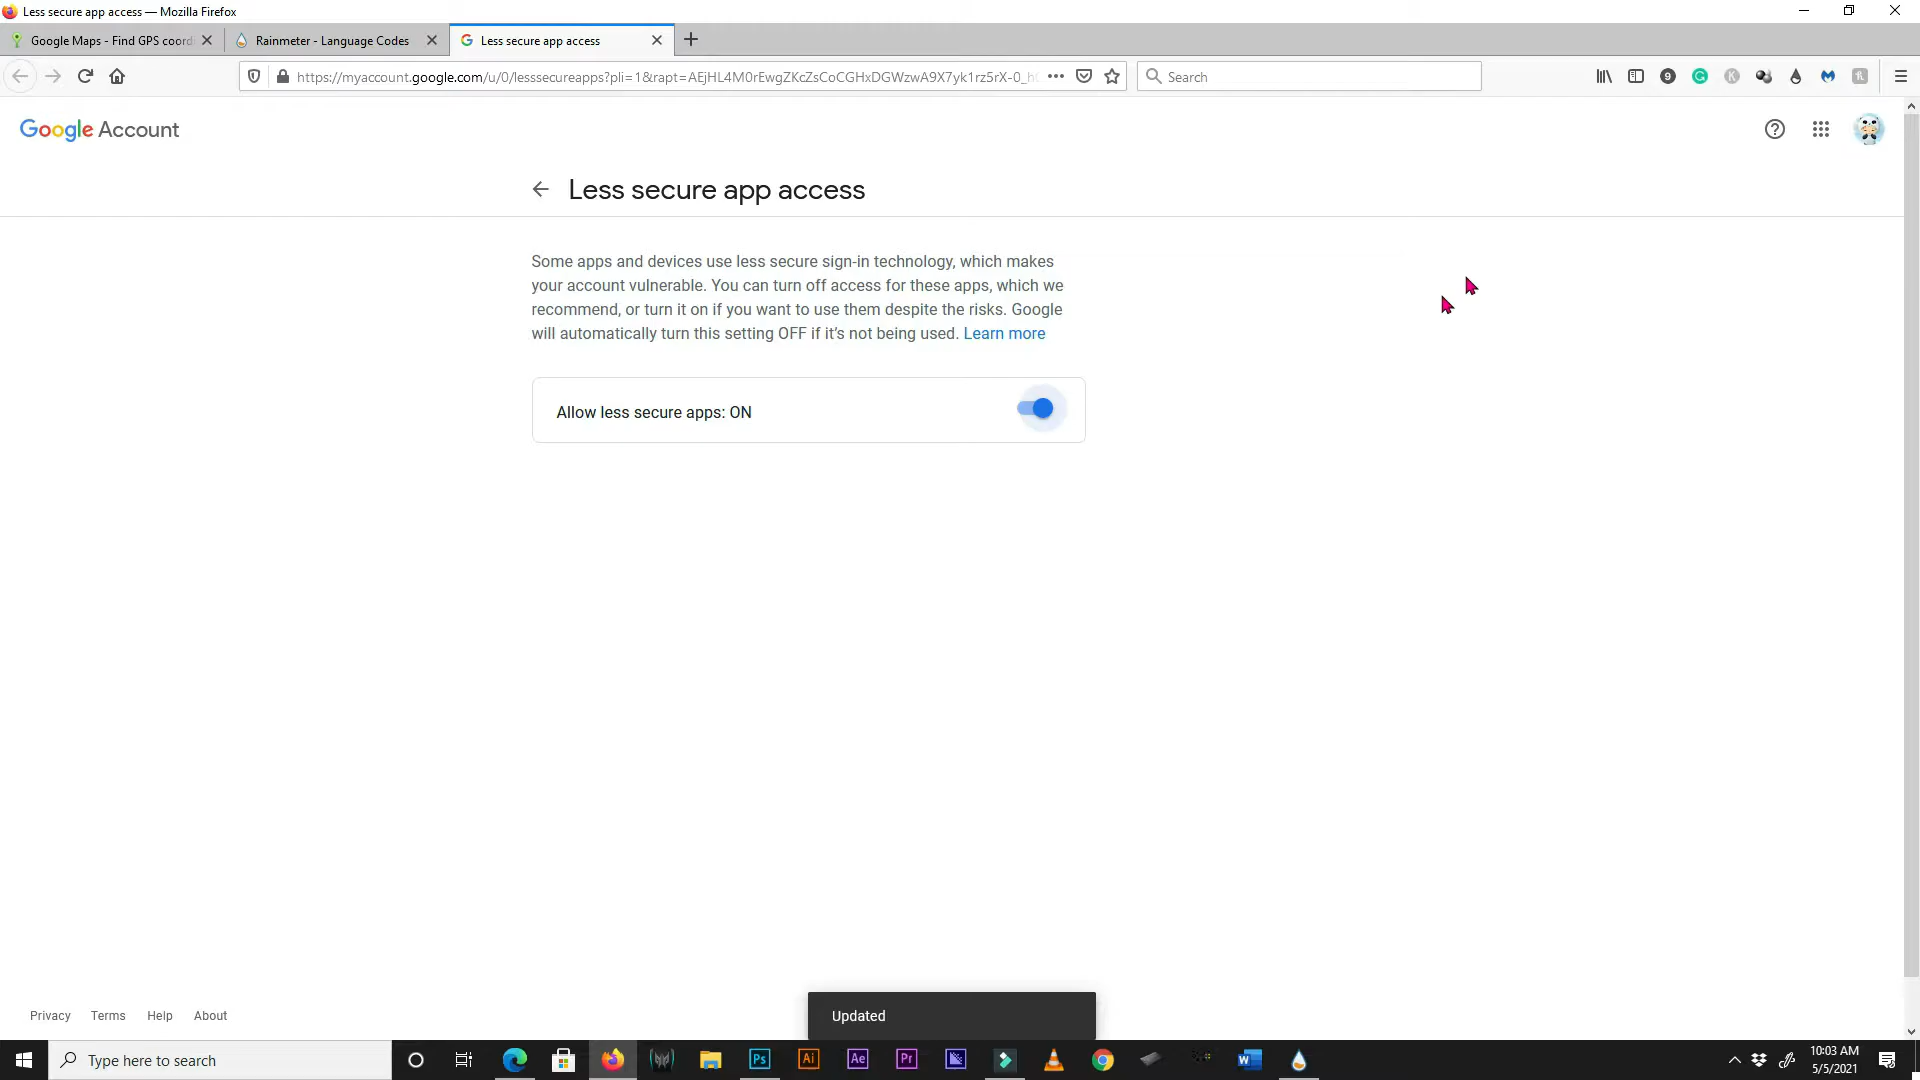 Less secure app access — Mozilla Firefox
Google Maps - Find GPS coord
Rainmeter - Language Codes
Less secure app access
https://myaccount.google.com/u/0/lesssecureapps?pli=1&rapt=AEjHL4M0rEwgZKcZsCoCGHxDGWzwA9X7yk1rz5rX-0_h
Search
Google Account
Less secure app access
Some apps and devices use less secure sign-in technology, which makes
your account vulnerable. You can turn off access for these apps, which we
recommend, or turn it on if you want to use them despite the risks. Google
will automatically turn this setting OFF if it's not being used. Learn more
Allow less secure apps: ON
Privacy Terms Help About
Updated
Type here to search
Ps
Ai
Ae
Pr
W
10:03 AM
5/5/2021